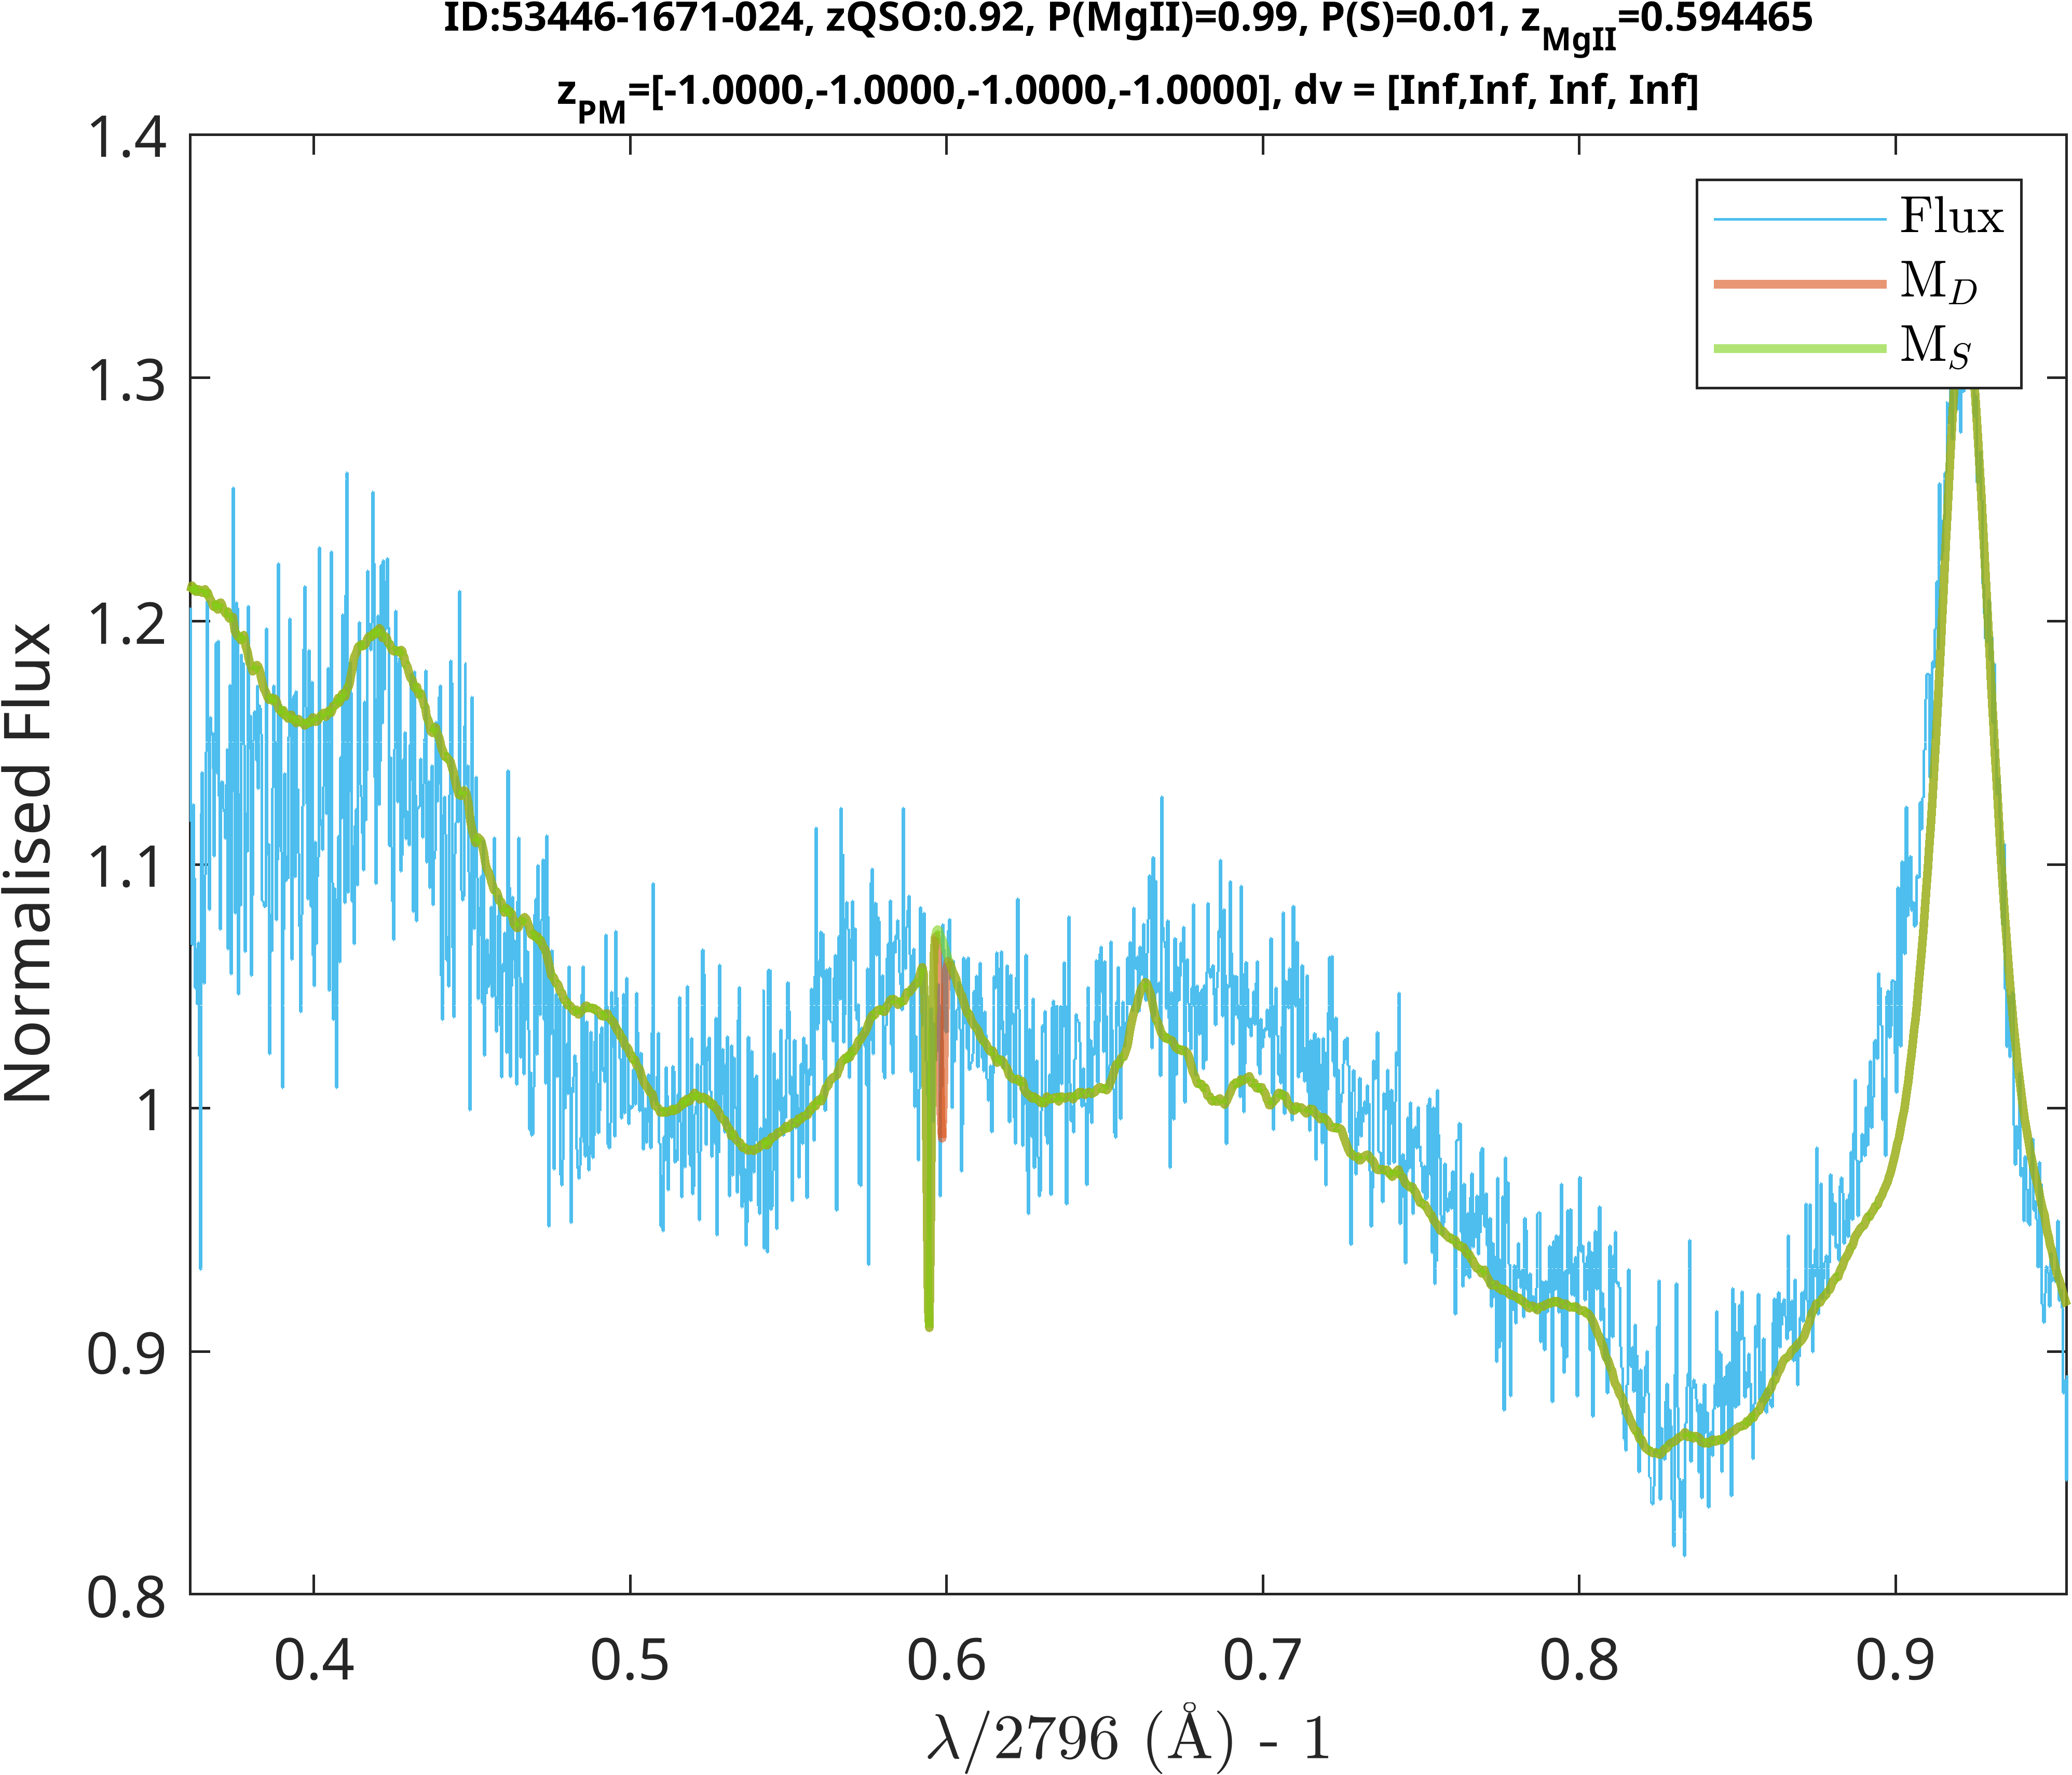 ID:53446-1671-024, zQSO:0.92, P(MgII)=0.99, P(S)=0.01, zMgII=0.594465
zPM=[-1.0000,-1.0000,-1.0000,-1.0000], dv = [Inf,Inf, Inf, Inf]
1.4
1.3
1.2
1.1
1
0.9
0.8
Normalised Flux
Flux
MD
MS
0.4 0.5 0.6 0.7 0.8 0.9
λ/2796 (Å) - 1